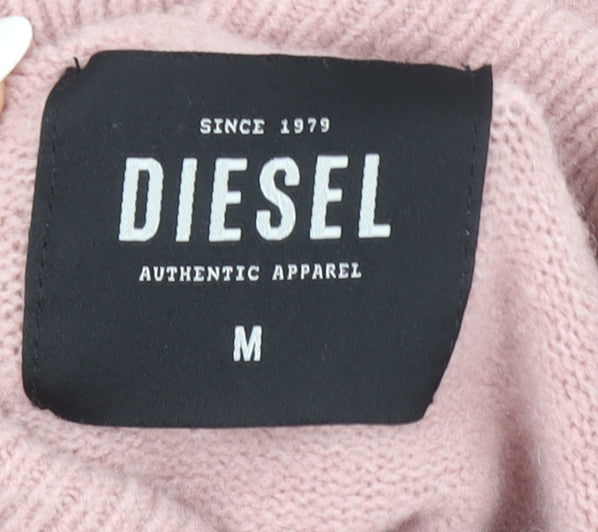 SINCE 1979
DIESEL
AUTHENTIC APPAREL
M